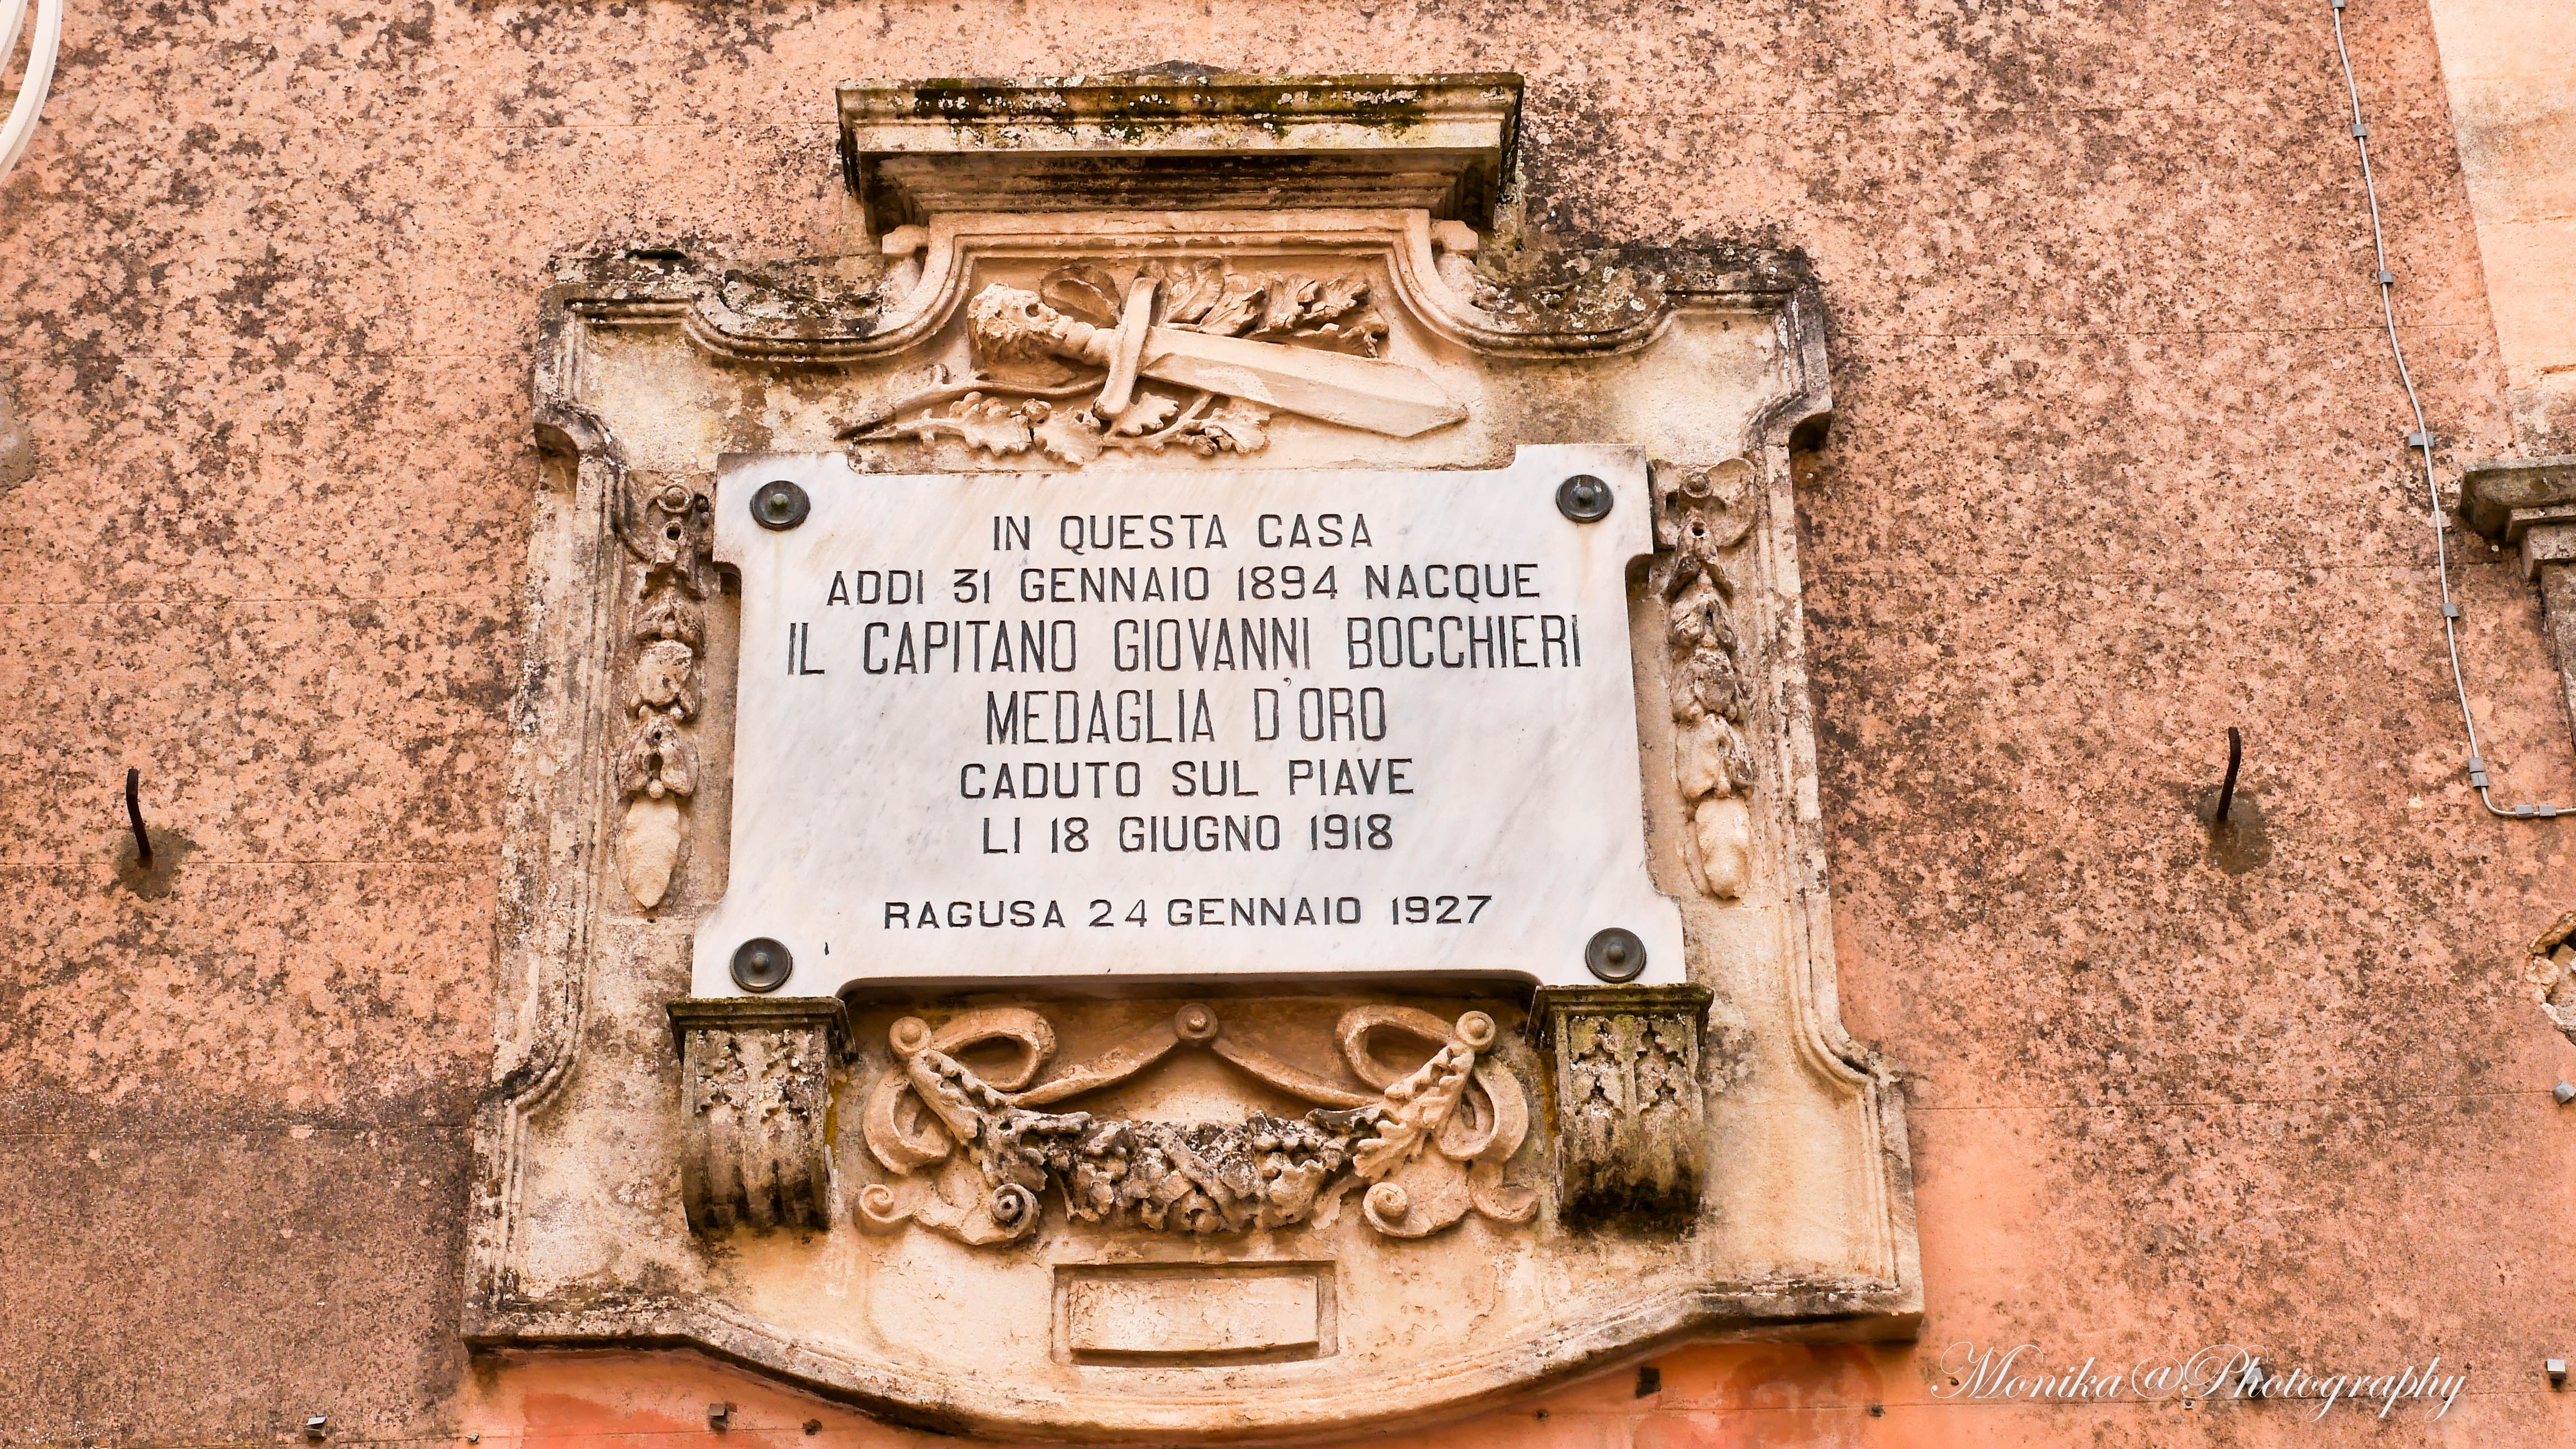 IN QUESTA CASA
ADDI 31 GENNAIO 1894 NACQUE
IL CAPITANO GIOVANNI BOCCHIERI
MEDAGLIA D'ORO
CADUTO SUL PIAVE
LI 18 GIUGNO 1918
RAGUSA 24 GENNAIO 1927
Monika@Photography